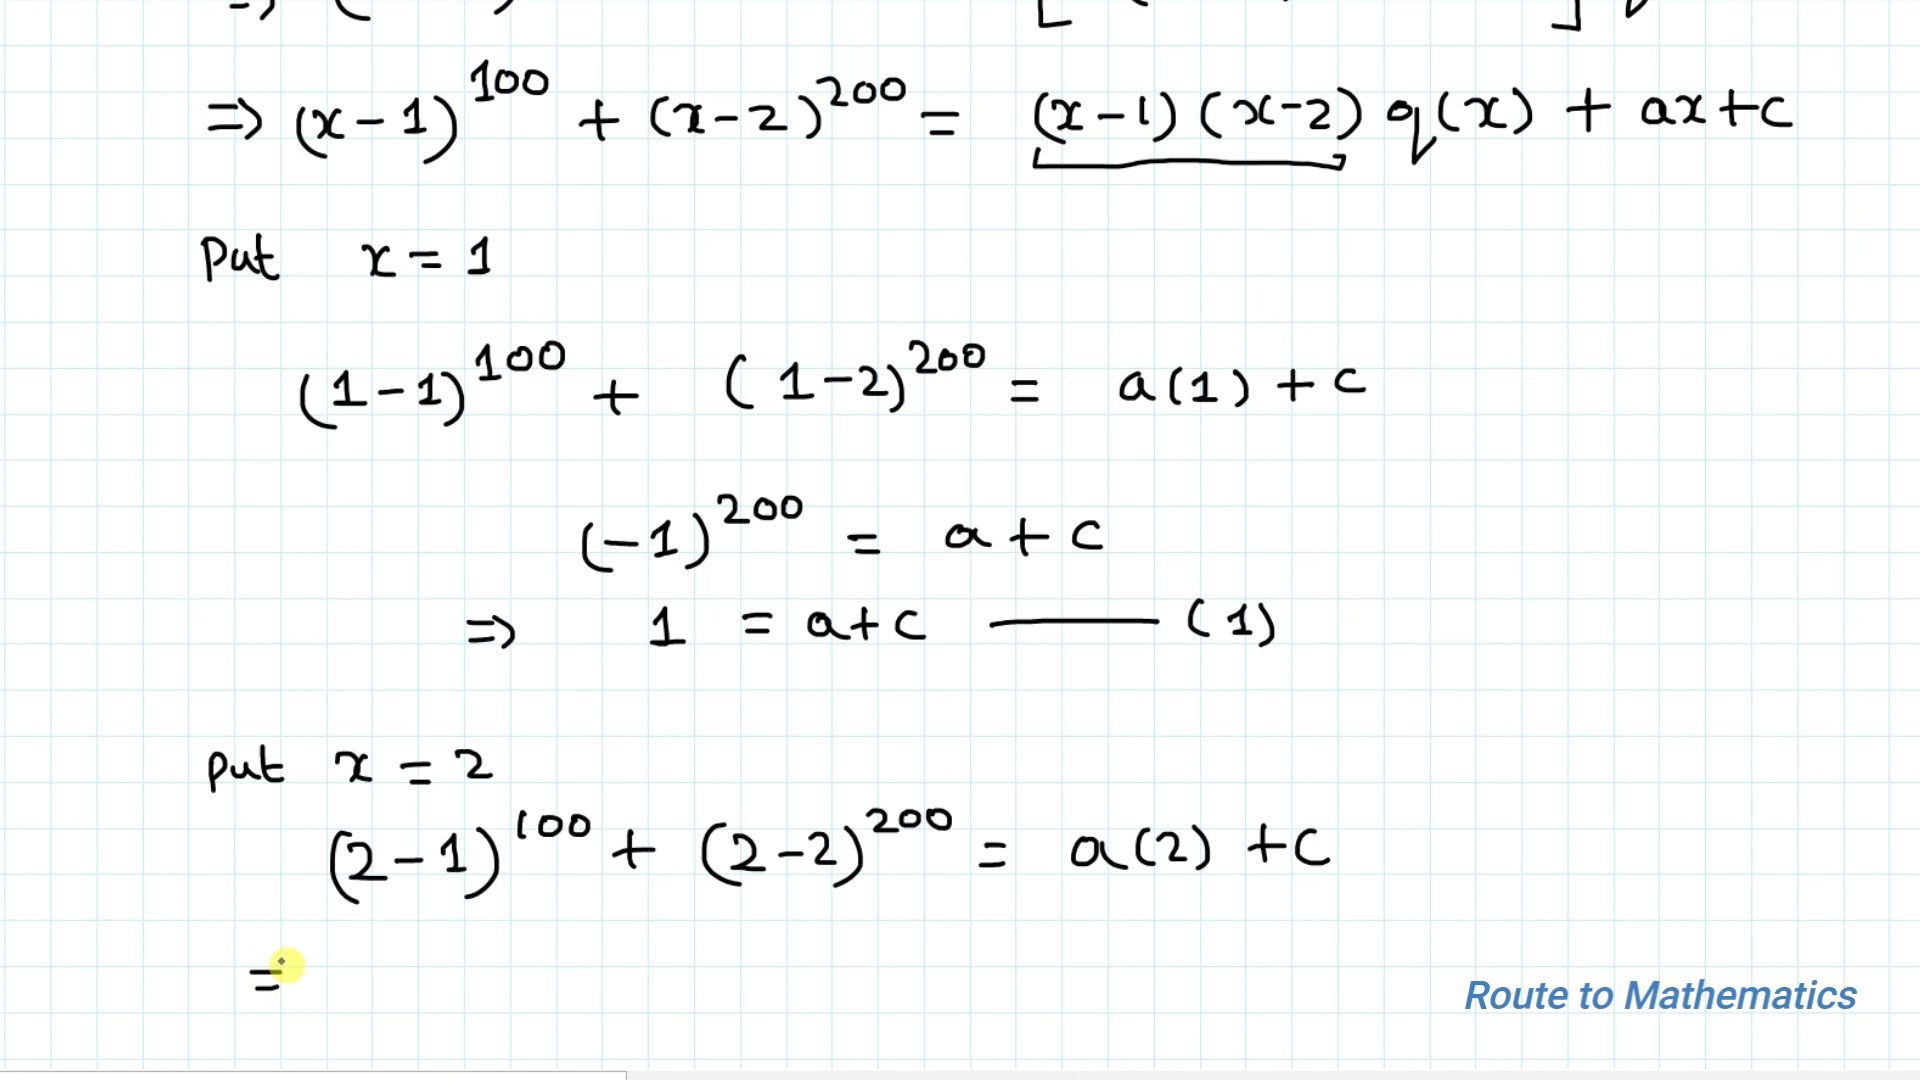 => (x-1)^100 + (x-2)^200 = (x-1)(x-2) q(x) + ax+c
Put x = 1
(1-1)^100 + (1-2)^200 = a(1) + c
(-1)^200 = a + c
=> 1 = a+c —— (1)
put x = 2
(2-1)^100 + (2-2)^200 = a(2) +c
=
Route to Mathematics